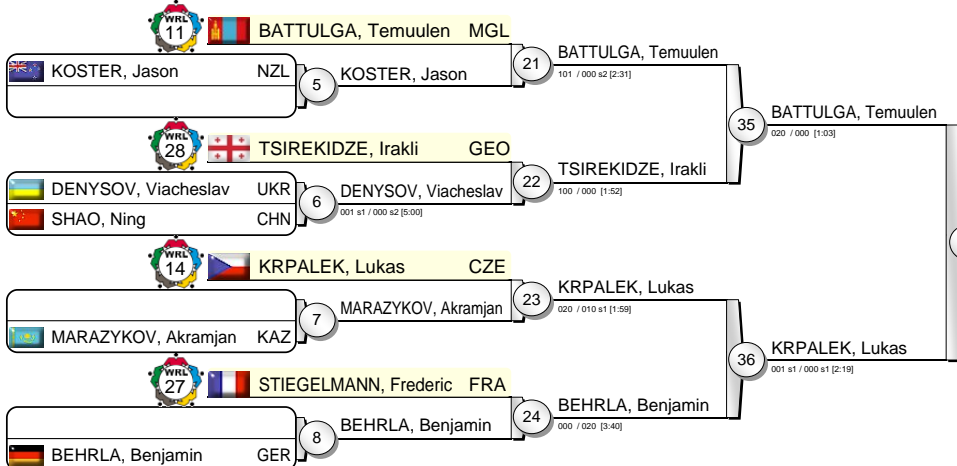 WRL
11
BATTULGA, Temuulen MGL
KOSTER, Jason NZL
5
KOSTER, Jason
21
BATTULGA, Temuulen
101 / 000 s2 [2:31]
WRL
28
TSIREKIDZE, Irakli GEO
DENYSOV, Viacheslav UKR
SHAO, Ning CHN
6
DENYSOV, Viacheslav
001 s1 / 000 s2 [5:00]
22
TSIREKIDZE, Irakli
100 / 000 [1:52]
35
BATTULGA, Temuulen
020 / 000 [1:03]
WRL
14
KRPALEK, Lukas CZE
MARAZYKOV, Akramjan KAZ
7
MARAZYKOV, Akramjan
23
KRPALEK, Lukas
020 / 010 s1 [1:59]
WRL
27
STIEGELMANN, Frederic FRA
BEHRLA, Benjamin GER
8
BEHRLA, Benjamin
24
BEHRLA, Benjamin
000 / 020 [3:40]
36
KRPALEK, Lukas
001 s1 / 000 s1 [2:19]